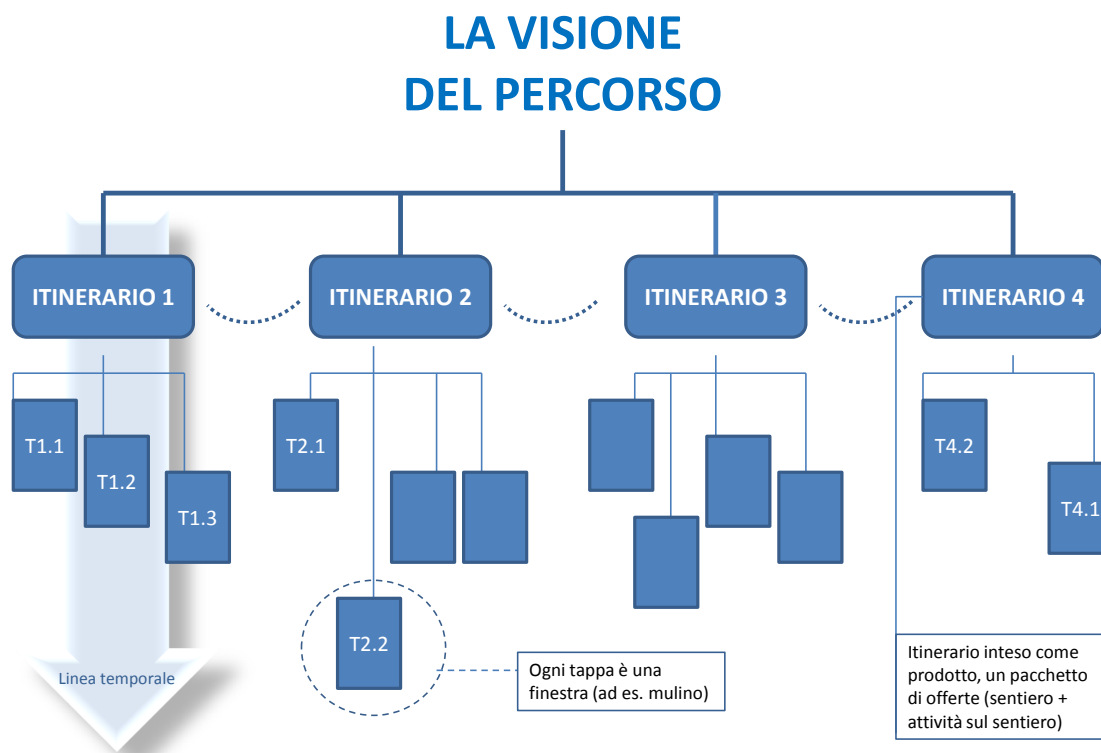 LA VISIONE
DEL PERCORSO
ITINERARIO 1
ITINERARIO 2
ITINERARIO 3
ITINERARIO 4
T1.1
T1.2
T1.3
T2.1
T2.2
T4.2
T4.1
Linea temporale
Ogni tappa è una
finestra (ad es. mulino)
Itinerario inteso come
prodotto, un pacchetto
di offerte (sentiero +
attività sul sentiero)